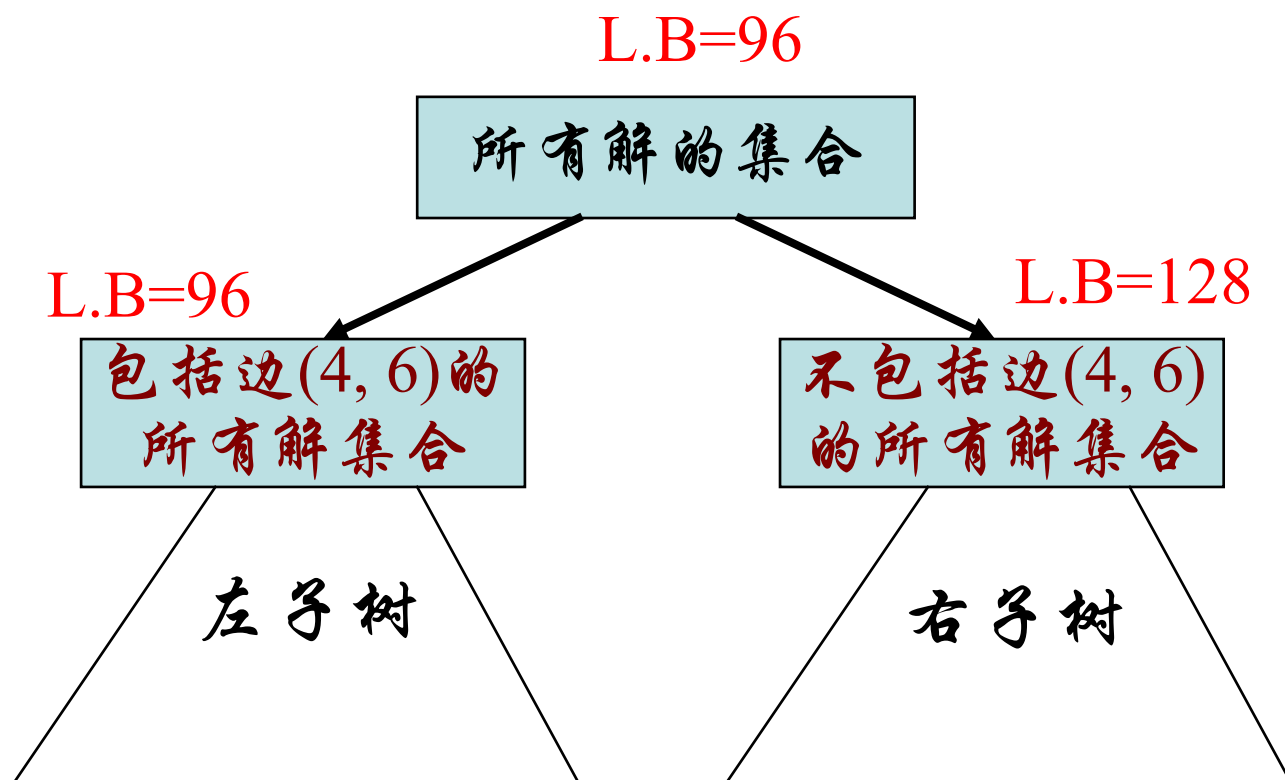 L.B=96
所有解的集合
L.B=96
L.B=128
包括边(4, 6)的
所有解集合
不包括边(4, 6)
的所有解集合
左子树
右子树